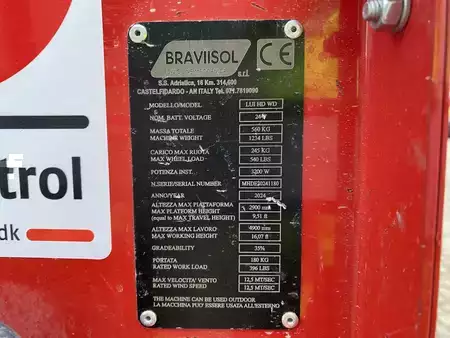 BRAVIISOL CE
s.r.l.
S.S. Adriatica, 16 Km. 314,600
CASTELFIDARDO - AN ITALY Tel. 071.7819090
MODELLO/MODEL LUI HD WD
NOM. BATT. VOLTAGE 24V
MASSA TOTALE 560 KG
MACHINE WEIGHT 1234 LBS
CARICO MAX RUOTA 245 KG
MAX WHEEL LOAD 540 LBS
POTENZA INST. 3200 W
N.SERIE/SERIAL NUMBER MHDE20241180
ANNO/YEAR 2024
ALTEZZA MAX PIATTAFORMA 2900 mm
MAX PLATFORM HEIGHT
(equal to MAX TRAVEL HEIGHT) 9,51 ft
ALTEZZA MAX LAVORO 4900 mm
MAX WORKING HEIGHT 16,07 ft
GRADEABILITY 35%
PORTATA 180 KG
RATED WORK LOAD 396 LBS
MAX VELOCITA' VENTO 12,5 MT/SEC
RATED WIND SPEED 12,5 MT/SEC
THE MACHINE CAN BE USED OUTDOOR
LA MACCHINA PUO' ESSERE USATA ALL'ESTERNO
trol
dk